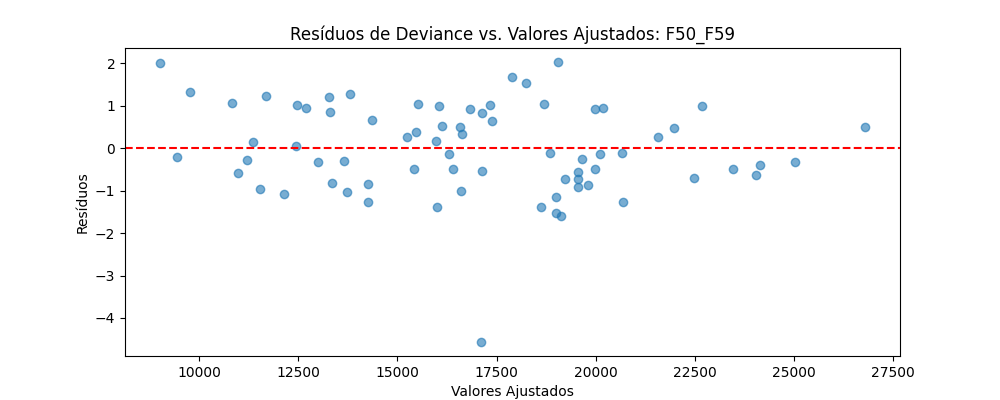 Resíduos de Deviance vs. Valores Ajustados: F50_F59
2
1
0
−1
−2
−3
−4
Resíduos
10000 12500 15000 17500 20000 22500 25000 27500
Valores Ajustados